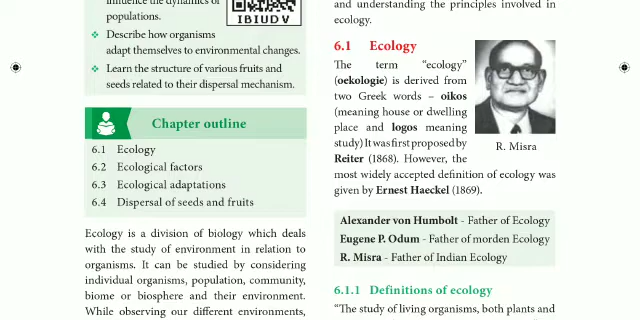 influence the dynamics of
populations.
IBIUDV
❖ Describe how organisms
adapt themselves to environmental changes.
❖ Learn the structure of various fruits and
seeds related to their dispersal mechanism.
Chapter outline
6.1 Ecology
6.2 Ecological factors
6.3 Ecological adaptations
6.4 Dispersal of seeds and fruits
Ecology is a division of biology which deals
with the study of environment in relation to
organisms. It can be studied by considering
individual organisms, population, community,
biome or biosphere and their environment.
While observing our different environments,
and understanding the principles involved in
ecology.
6.1 Ecology
The term “ecology”
(oekologie) is derived from
two Greek words – oikos
(meaning house or dwelling
place and logos meaning
study) It was first proposed by
Reiter (1868). However, the
most widely accepted definition of ecology was
given by Ernest Haeckel (1869).
R. Misra
Alexander von Humbolt - Father of Ecology
Eugene P. Odum - Father of morden Ecology
R. Misra - Father of Indian Ecology
6.1.1 Definitions of ecology
“The study of living organisms, both plants and